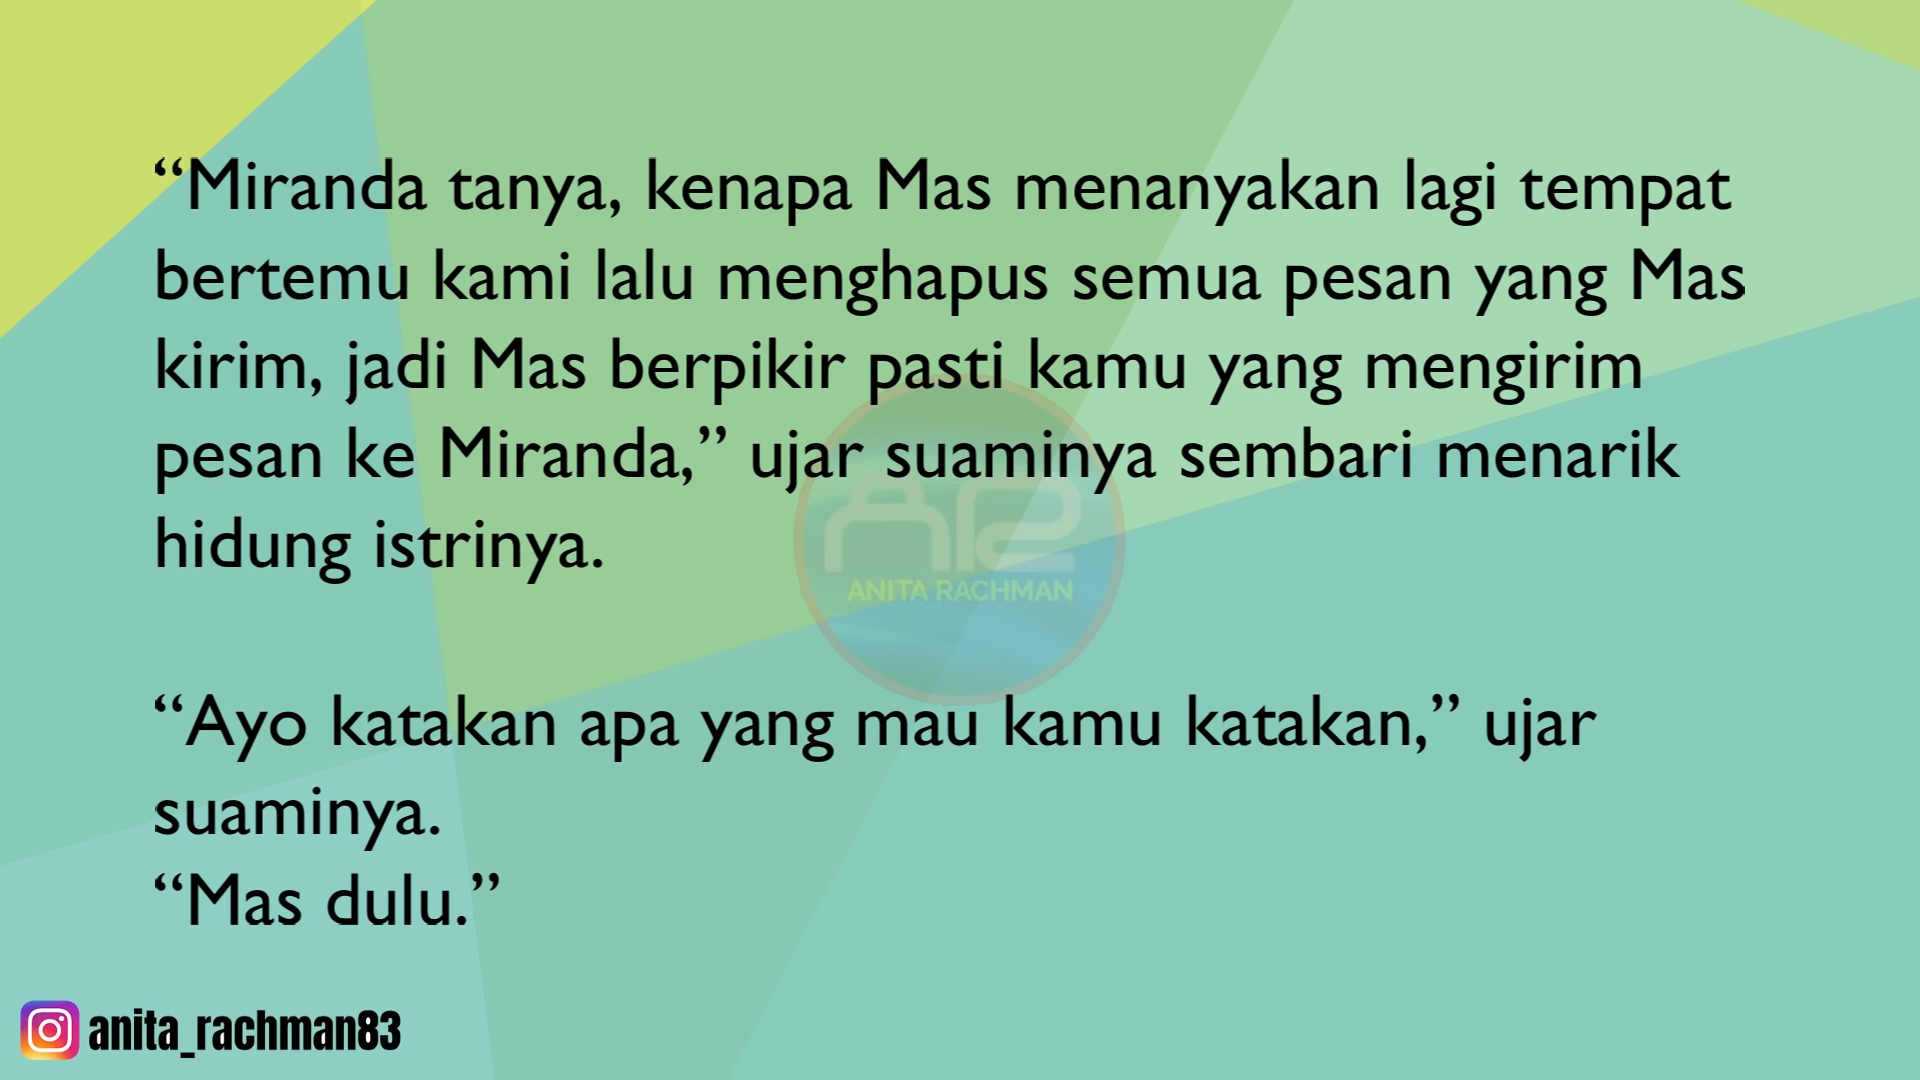 “Miranda tanya, kenapa Mas menanyakan lagi tempat
bertemu kami lalu menghapus semua pesan yang Mas
kirim, jadi Mas berpikir pasti kamu yang mengirim
pesan ke Miranda,” ujar suaminya sembari menarik
hidung istrinya.
AR
ANITA RACHMAN
“Ayo katakan apa yang mau kamu katakan,” ujar
suaminya.
“Mas dulu.”
anita_rachman83